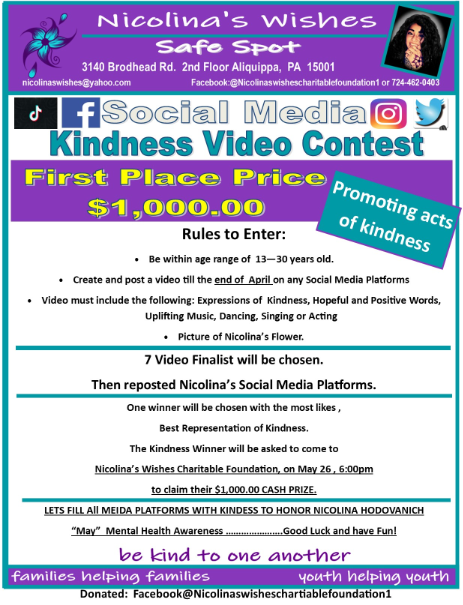 Nicolina's Wishes
Safe Spot
3140 Brodhead Rd.  2nd Floor Aliquippa,  PA  15001
nicolinaswishes@yahoo.com
Facebook:@Nicolinaswishescharitablefoundation1 or 724-462-0403
Social Media
Kindness Video Contest
First Place Price
$1,000.00
Promoting acts
of kindness
Rules to Enter:
• Be within age range of  13—30 years old.
• Create and post a video till the end of  April on any Social Media Platforms
• Video must include the following: Expressions of  Kindness, Hopeful and Positive Words,
Uplifting Music, Dancing, Singing or Acting
• Picture of Nicolina's Flower.
7 Video Finalist will be chosen.
Then reposted Nicolina's Social Media Platforms.
One winner will be chosen with the most likes ,
Best Representation of Kindness.
The Kindness Winner will be asked to come to
Nicolina's Wishes Charitable Foundation, on May 26 , 6:00pm
to claim their $1,000.00 CASH PRIZE.
LETS FILL All MEIDA PLATFORMS WITH KINDESS TO HONOR NICOLINA HODOVANICH
“May”  Mental Health Awareness ………………….Good Luck and have Fun!
be kind to one another
families helping families
youth helping youth
Donated:  Facebook@Nicolinaswisheschartiablefoundation1